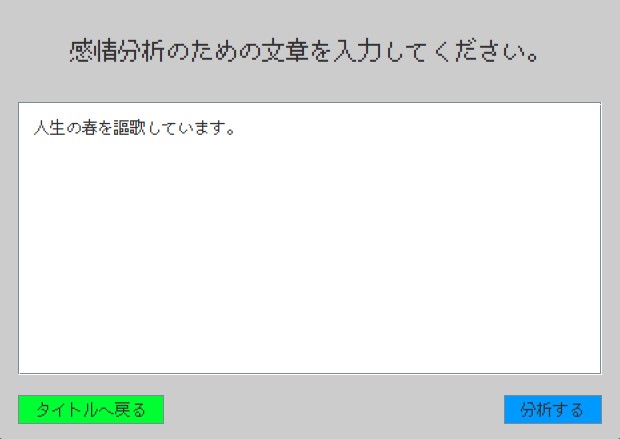 感情分析のための文章を入力してください。
人生の春を謳歌しています。
タイトルへ戻る
分析する